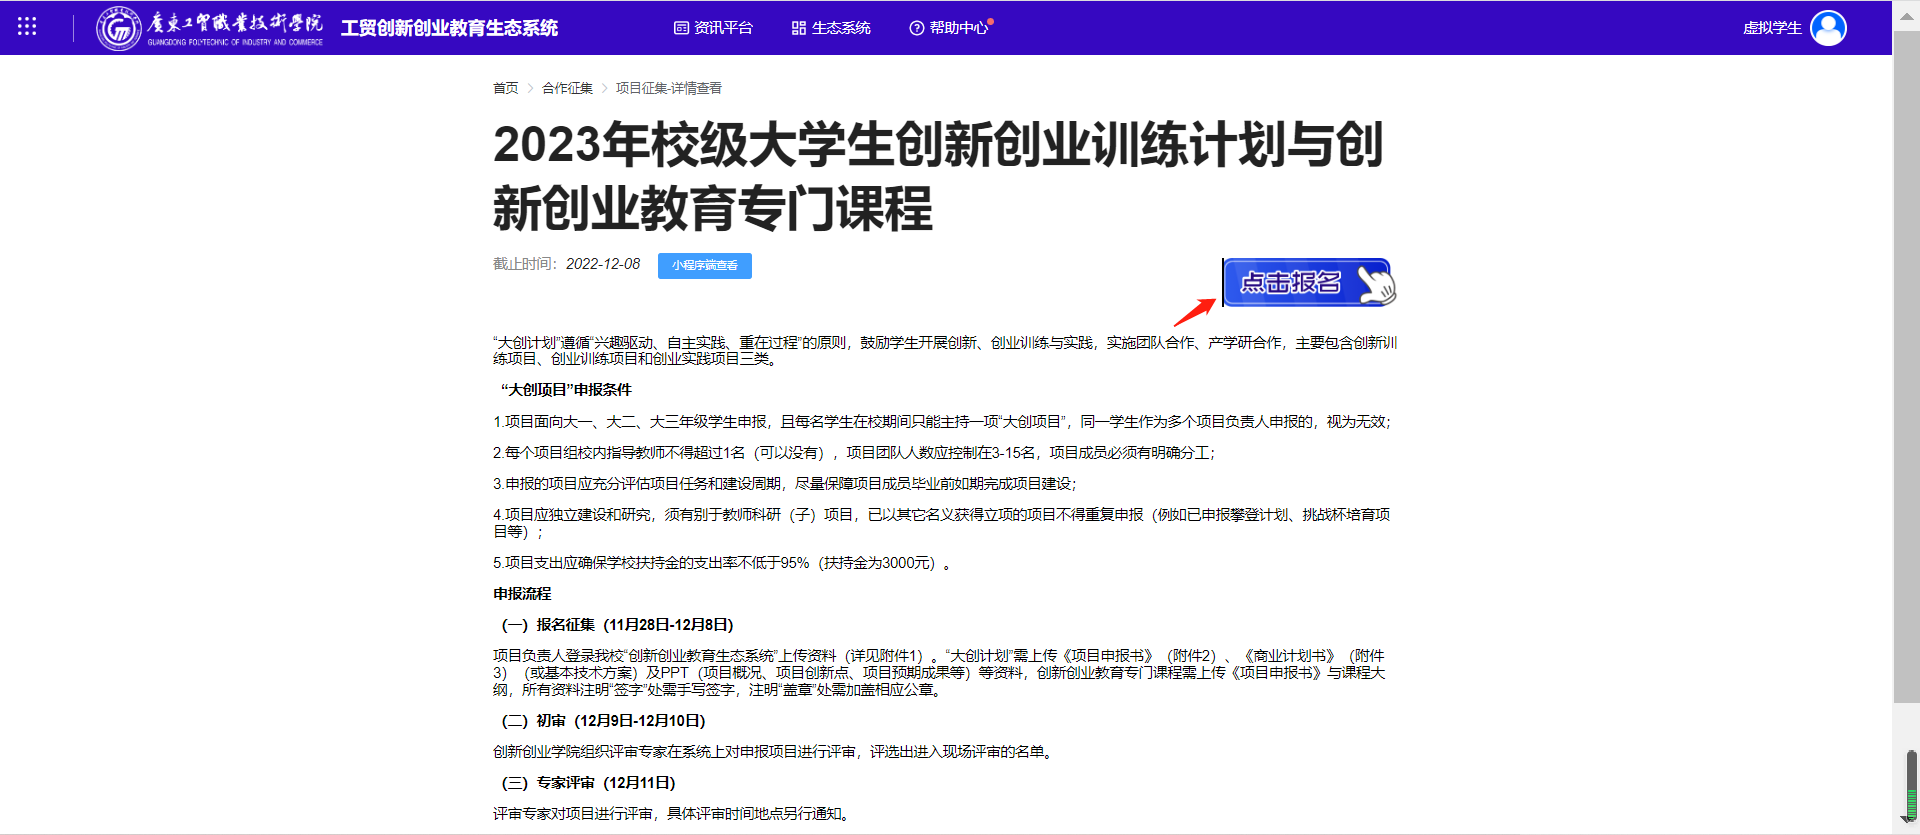 廣東工貿職業技術學院
GUANGDONG POLYTECHNIC OF INDUSTRY AND COMMERCE
工贸创新创业教育生态系统
资讯平台
生态系统
帮助中心
虚拟学生
首页 > 合作征集 > 项目征集-详情查看
2023年校级大学生创新创业训练计划与创
新创业教育专门课程
截止时间：2022-12-08
小程序端查看
点击报名
“大创计划”遵循“兴趣驱动、自主实践、重在过程”的原则，鼓励学生开展创新、创业训练与实践，实施团队合作、产学研合作，主要包含创新训
练项目、创业训练项目和创业实践项目三类。
“大创项目”申报条件
1.项目面向大一、大二、大三年级学生申报，且每名学生在校期间只能主持一项“大创项目”，同一学生作为多个项目负责人申报的，视为无效；
2.每个项目组校内指导教师不得超过1名（可以没有），项目团队人数应控制在3-15名，项目成员必须有明确分工；
3.申报的项目应充分评估项目任务和建设周期，尽量保障项目成员毕业前如期完成项目建设；
4.项目应独立建设和研究，须有别于教师科研（子）项目，已以其它名义获得立项的项目不得重复申报（例如已申报攀登计划、挑战杯培育项
目等）；
5.项目支出应确保学校扶持金的支出率不低于95%（扶持金为3000元）。
申报流程
（一）报名征集（11月28日-12月8日）
项目负责人登录我校“创新创业教育生态系统”上传资料（详见附件1）。“大创计划”需上传《项目申报书》（附件2）、《商业计划书》（附件
3）（或基本技术方案）及PPT（项目概况、项目创新点、项目预期成果等）等资料，创新创业教育专门课程需上传《项目申报书》与课程大
纲，所有资料注明“签字”处需手写签字，注明“盖章”处需加盖相应公章。
（二）初审（12月9日-12月10日）
创新创业学院组织评审专家在系统上对申报项目进行评审，评选出进入现场评审的名单。
（三）专家评审（12月11日）
评审专家对项目进行评审，具体评审时间地点另行通知。